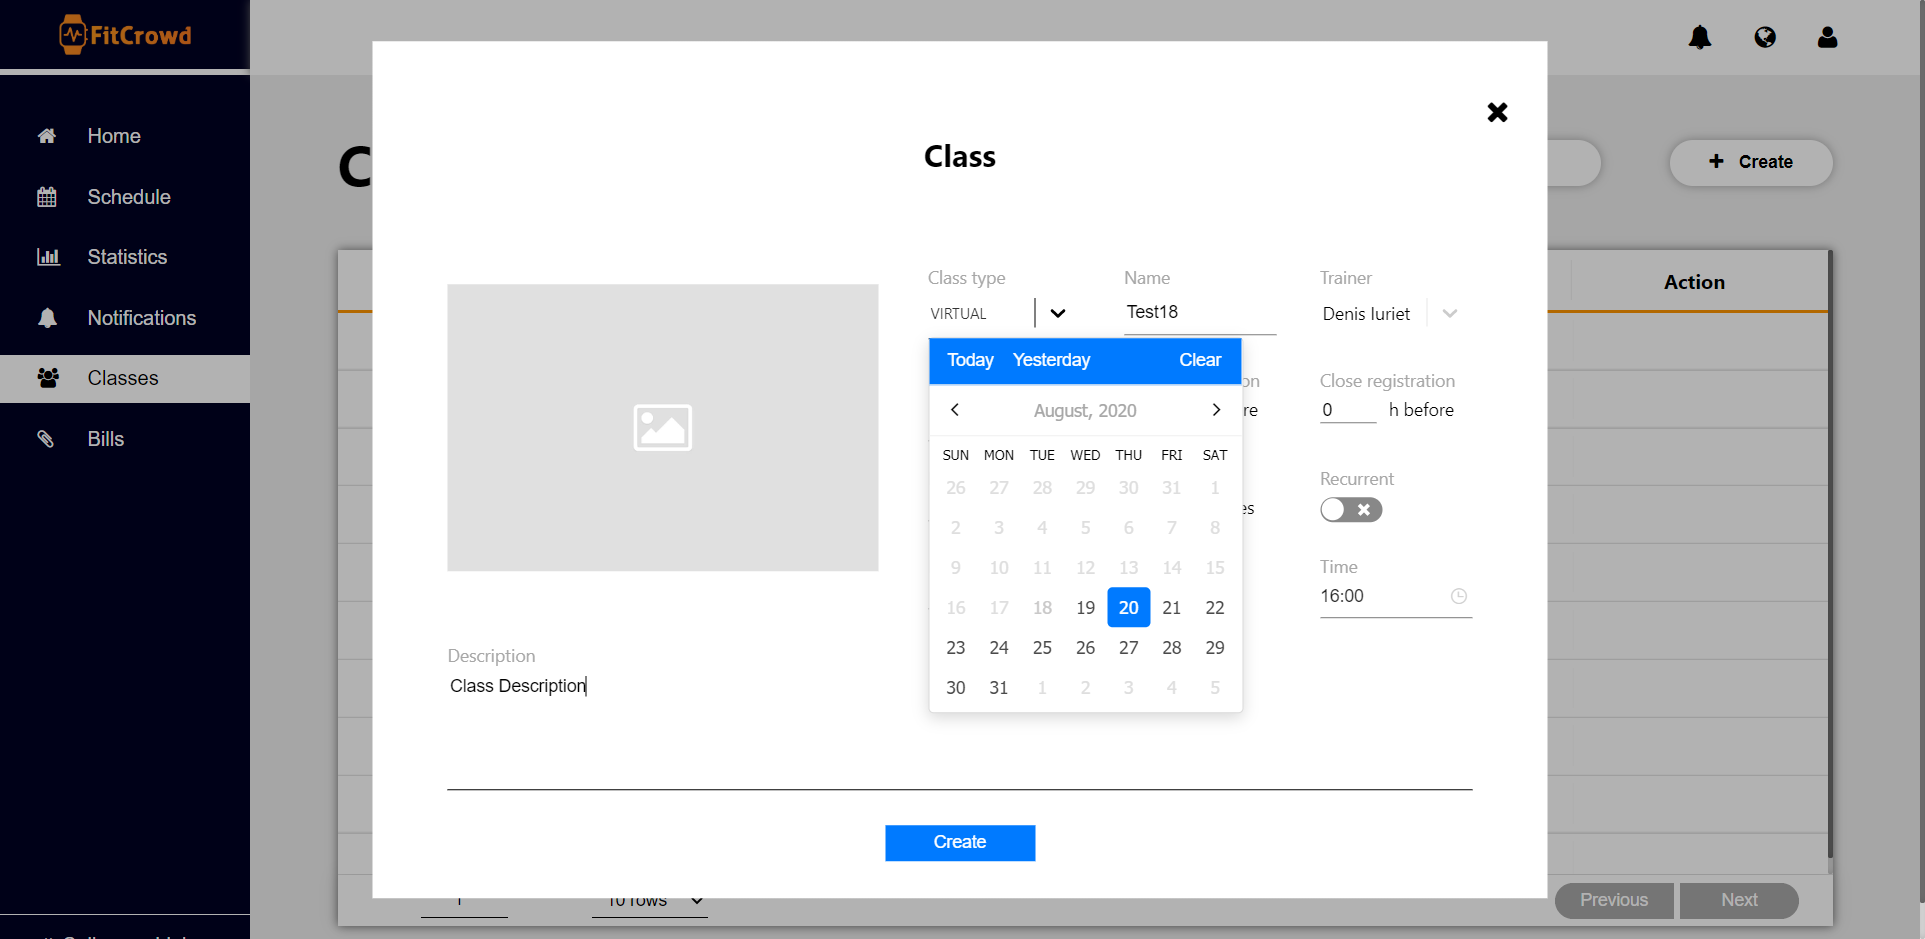 FitCrowd
Home
Schedule
Statistics
Notifications
Classes
Bills
C
Create
Action
Class
Class type
Name
Trainer
VIRTUAL
Test18
Denis Iuriet
Today Yesterday Clear
on
Close registration
August, 2020
re
0 h before
SUN MON TUE WED THU FRI SAT
26 27 28 29 30 31 1
Recurrent
es
2 3 4 5 6 7 8
9 10 11 12 13 14 15
Time
16:00
16 17 18 19 20 21 22
23 24 25 26 27 28 29
30 31 1 2 3 4 5
Description
Class Description
Create
1
10 rows
Previous
Next